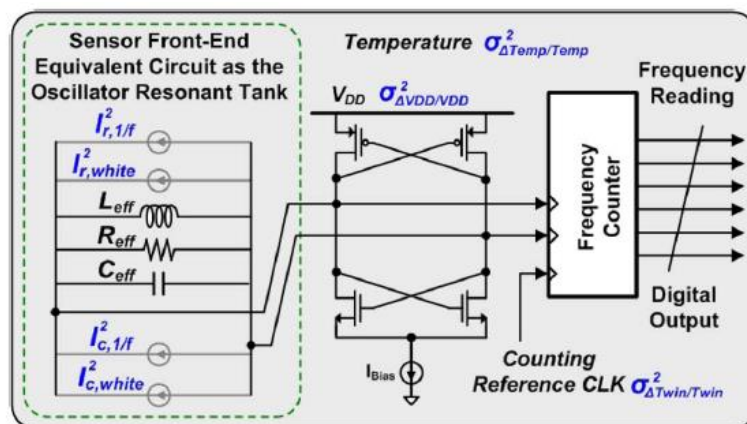 Sensor Front-End
Equivalent Circuit as the
Oscillator Resonant Tank
I²r,1/f
I²r,white
Leff
Reff
Ceff
I²c,1/f
I²c,white
Temperature σ²ΔTemp/Temp
VDD σ²ΔVDD/VDD
IBias
Frequency
Counter
Counting
Reference CLK σ²ΔTwin/Twin
Frequency
Reading
Digital
Output